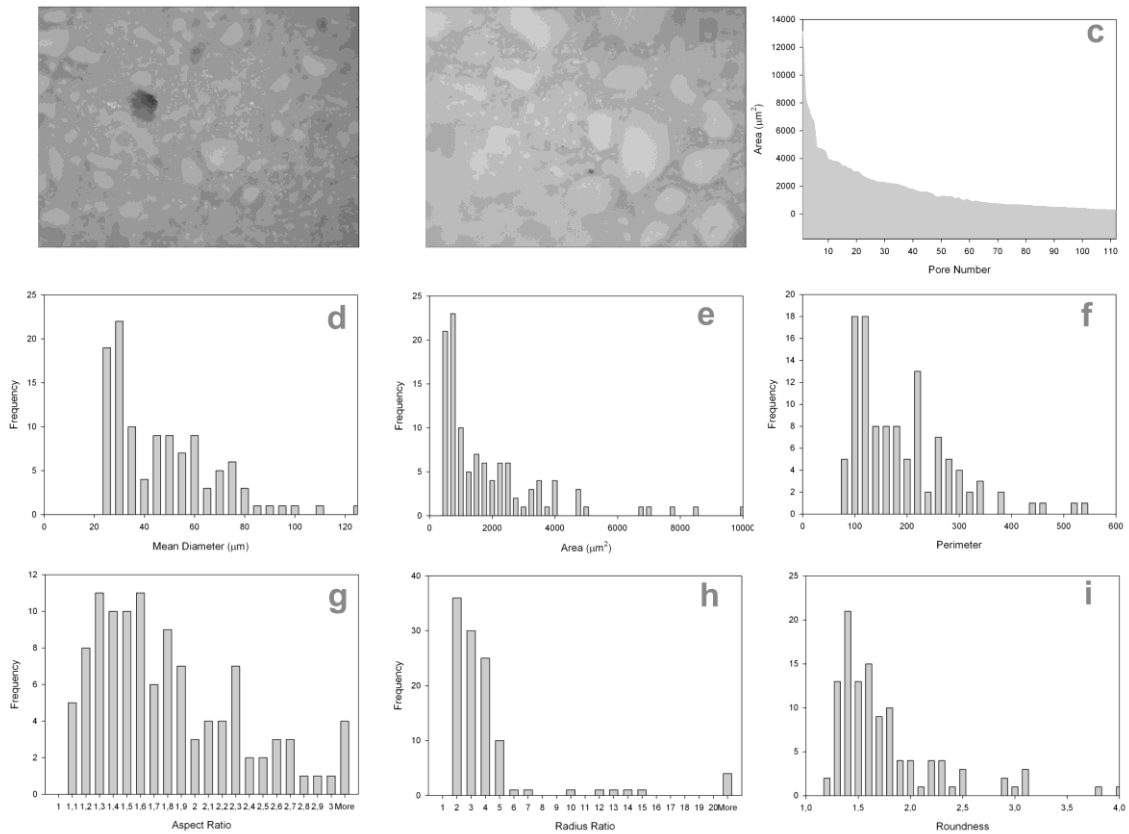 c
14000
12000
10000
8000
6000
4000
2000
0
Area (μm²)
10 20 30 40 50 60 70 80 90 100 110
Pore Number
d
25
20
15
10
5
0
Frequency
0 20 40 60 80 100 120
Mean Diameter (μm)
e
25
20
15
10
5
0
Frequency
0 2000 4000 6000 8000 10000
Area (μm²)
f
20
18
16
14
12
10
8
6
4
2
0
Frequency
0 100 200 300 400 500 600
Perimeter
g
12
10
8
6
4
2
0
Frequency
1 1,1 1,2 1,3 1,4 1,5 1,6 1,7 1,8 1,9 2 2,1 2,2 2,3 2,4 2,5 2,6 2,7 2,8 2,9 3 More
Aspect Ratio
h
40
30
20
10
0
Frequency
1 2 3 4 5 6 7 8 9 10 11 12 13 14 15 16 17 18 19 20 More
Radius Ratio
i
25
20
15
10
5
0
Frequency
1,0 1,5 2,0 2,5 3,0 3,5 4,0
Roundness